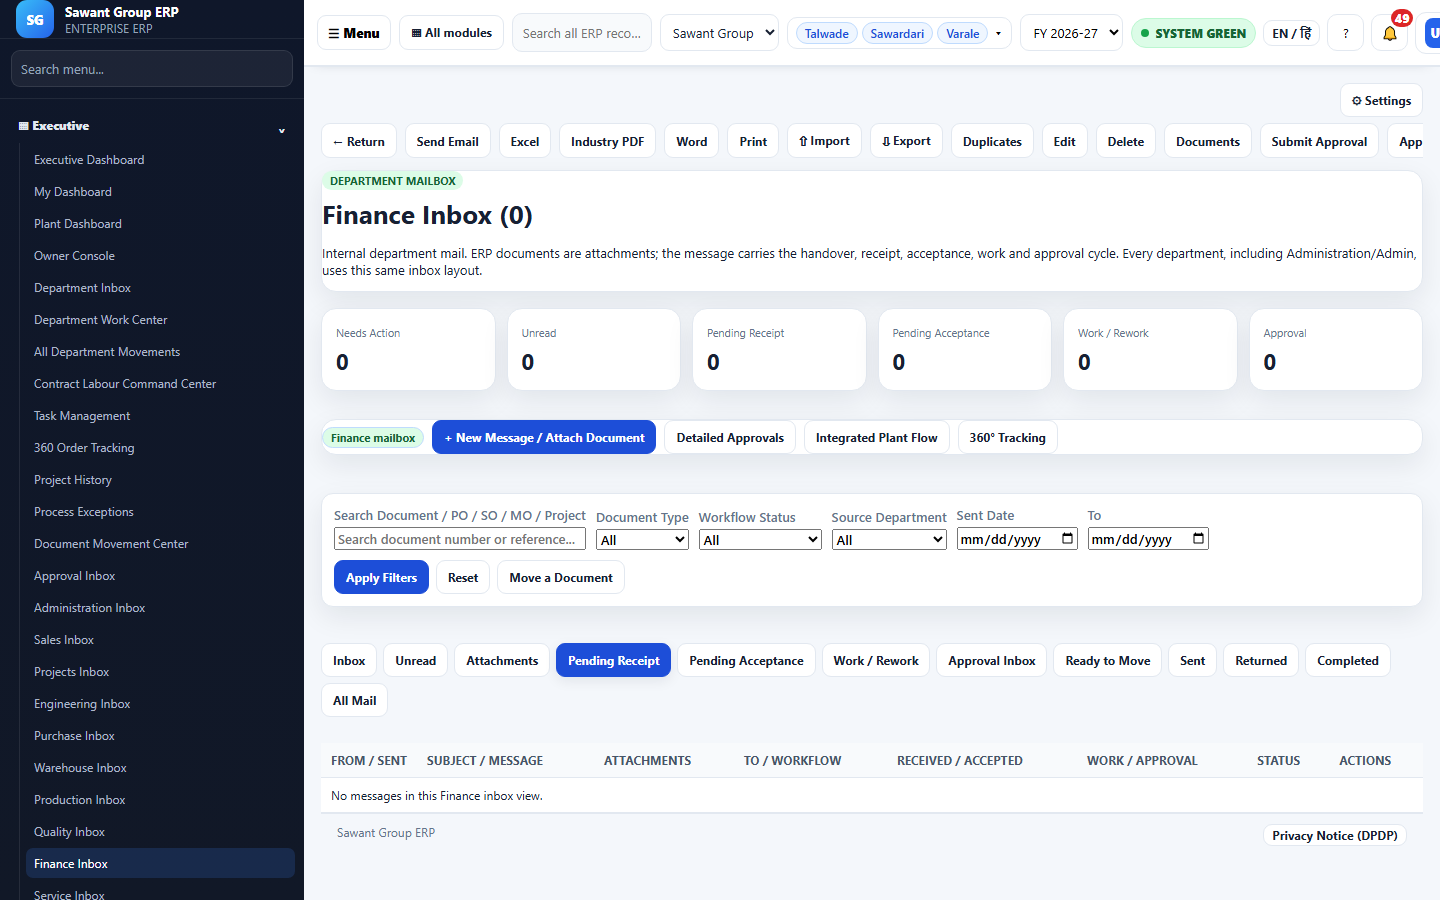 SG
Sawant Group ERP
ENTERPRISE ERP
Search menu...
Executive
Executive Dashboard
My Dashboard
Plant Dashboard
Owner Console
Department Inbox
Department Work Center
All Department Movements
Contract Labour Command Center
Task Management
360 Order Tracking
Project History
Process Exceptions
Document Movement Center
Approval Inbox
Administration Inbox
Sales Inbox
Projects Inbox
Engineering Inbox
Purchase Inbox
Warehouse Inbox
Production Inbox
Quality Inbox
Finance Inbox
Service Inbox
☰ Menu
All modules
Search all ERP reco...
Sawant Group
Talwade
Sawardari
Varale
FY 2026-27
SYSTEM GREEN
EN / हिं
?
49
U
Settings
← Return
Send Email
Excel
Industry PDF
Word
Print
⇧ Import
⇩ Export
Duplicates
Edit
Delete
Documents
Submit Approval
App
DEPARTMENT MAILBOX
Finance Inbox (0)
Internal department mail. ERP documents are attachments; the message carries the handover, receipt, acceptance, work and approval cycle. Every department, including Administration/Admin,
uses this same inbox layout.
Needs Action
0
Unread
0
Pending Receipt
0
Pending Acceptance
0
Work / Rework
0
Approval
0
Finance mailbox
+ New Message / Attach Document
Detailed Approvals
Integrated Plant Flow
360° Tracking
Search Document / PO / SO / MO / Project
Search document number or reference...
Document Type
All
Workflow Status
All
Source Department
All
Sent Date
mm/dd/yyyy
To
mm/dd/yyyy
Apply Filters
Reset
Move a Document
Inbox
Unread
Attachments
Pending Receipt
Pending Acceptance
Work / Rework
Approval Inbox
Ready to Move
Sent
Returned
Completed
All Mail
FROM / SENT
SUBJECT / MESSAGE
ATTACHMENTS
TO / WORKFLOW
RECEIVED / ACCEPTED
WORK / APPROVAL
STATUS
ACTIONS
No messages in this Finance inbox view.
Sawant Group ERP
Privacy Notice (DPDP)